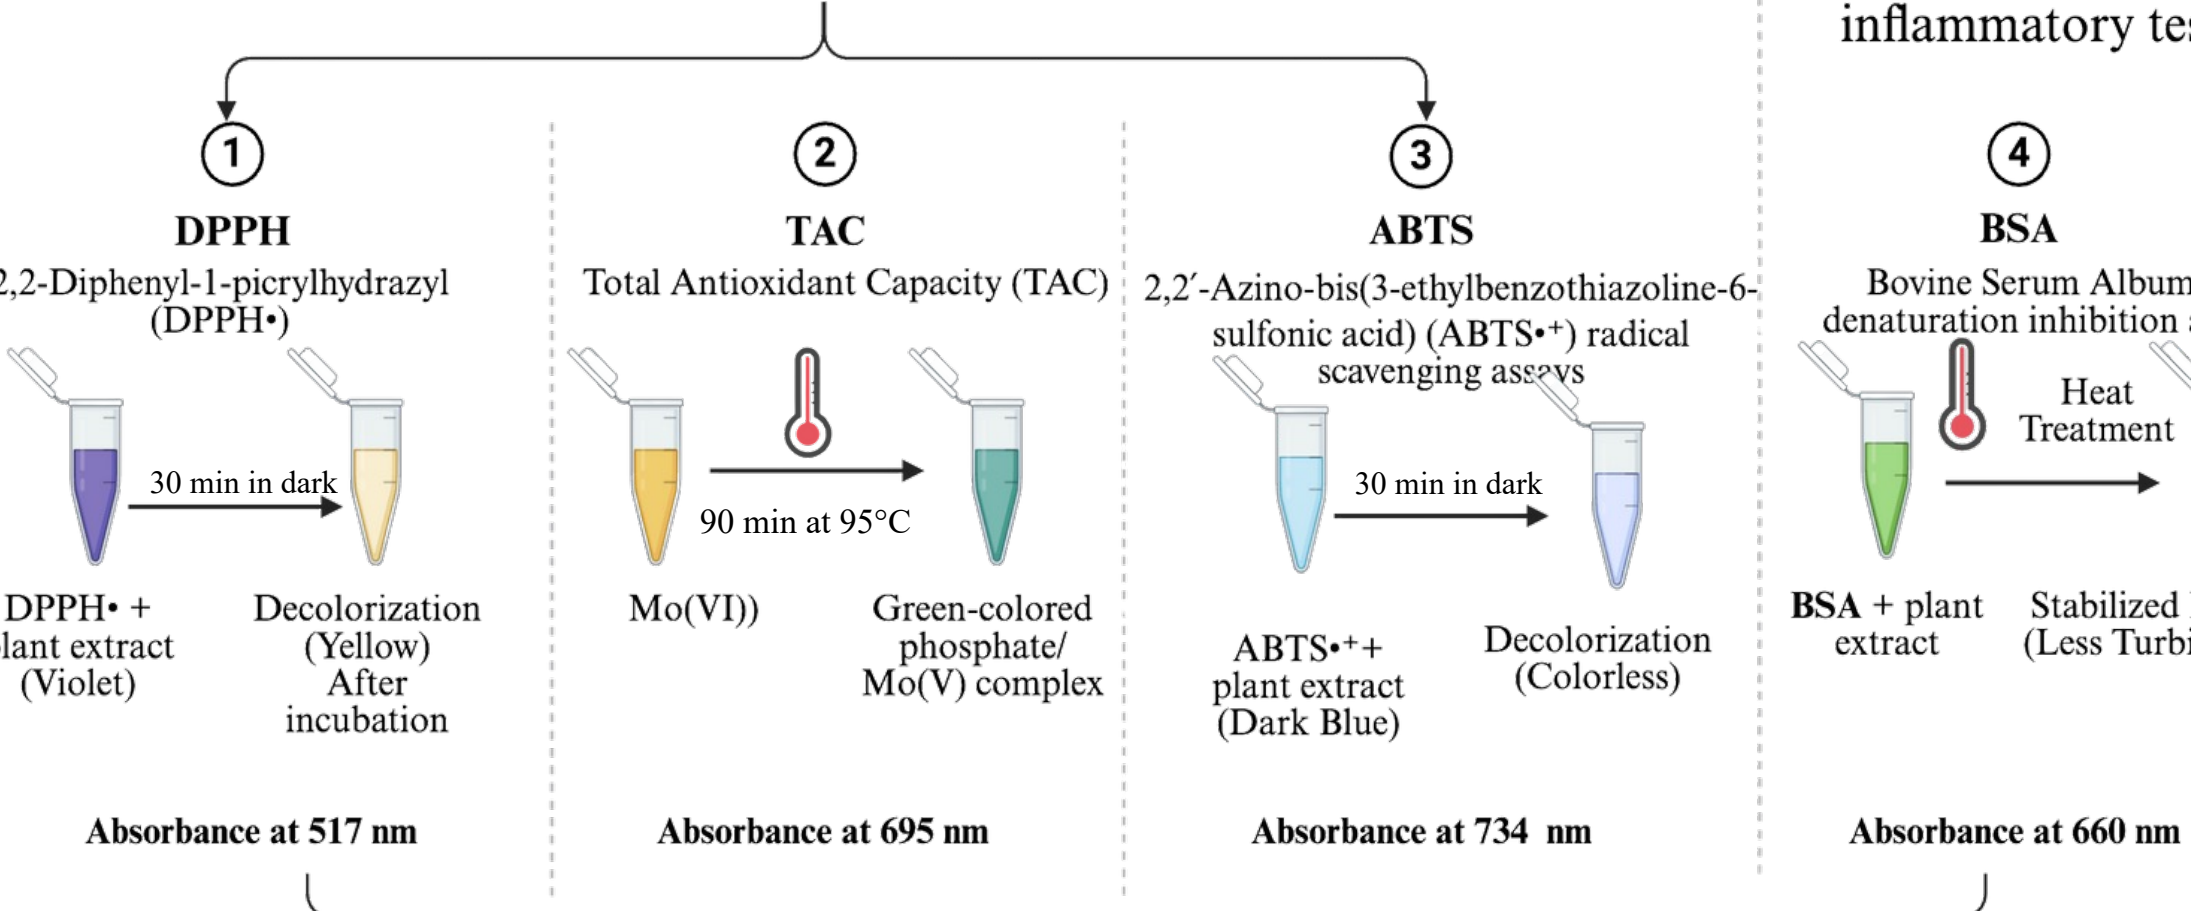 inflammatory
1
DPPH
2,2-Diphenyl-1-picrylhydrazyl
(DPPH•)
30 min in dark
DPPH• +
plant extract
(Violet)
Decolorization
(Yellow)
After
incubation
Absorbance at 517 nm
2
TAC
Total Antioxidant Capacity (TAC)
90 min at 95°C
Mo(VI))
Green-colored
phosphate/
Mo(V) complex
Absorbance at 695 nm
3
ABTS
2,2′-Azino-bis(3-ethylbenzothiazoline-6-
sulfonic acid) (ABTS•⁺) radical
scavenging assays
30 min in dark
ABTS•⁺+
plant extract
(Dark Blue)
Decolorization
(Colorless)
Absorbance at 734 nm
4
BSA
Bovine Serum Album
denaturation inhibition
Heat
Treatment
BSA + plant
extract
Stabilized
(Less Turbi
Absorbance at 660 nm